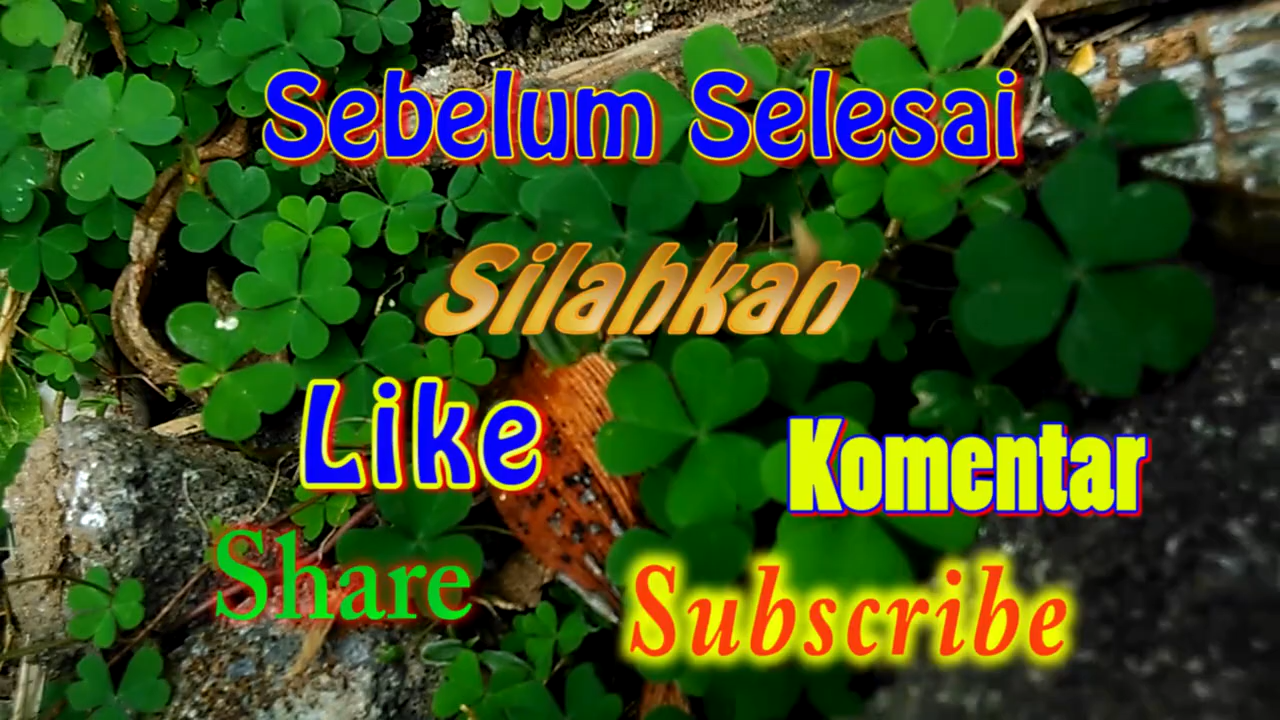 Sebelum Selesai
Silahkan
Like
Komentar
Share
Subscribe